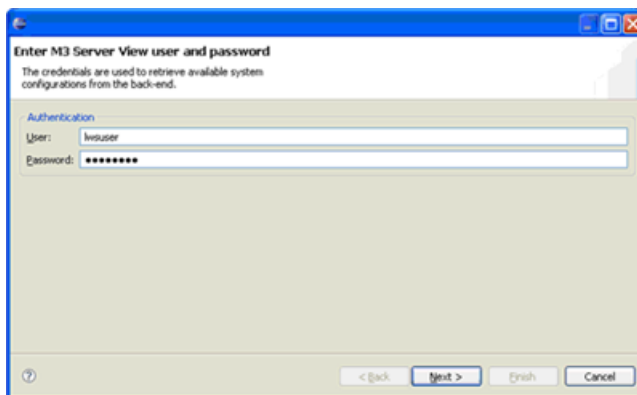 Enter M3 Server View user and password
The credentials are used to retrieve available system
configurations from the back-end.
Authentication
User: lwsuser
Password: ●●●●●●●●
< Back Next > Finish Cancel